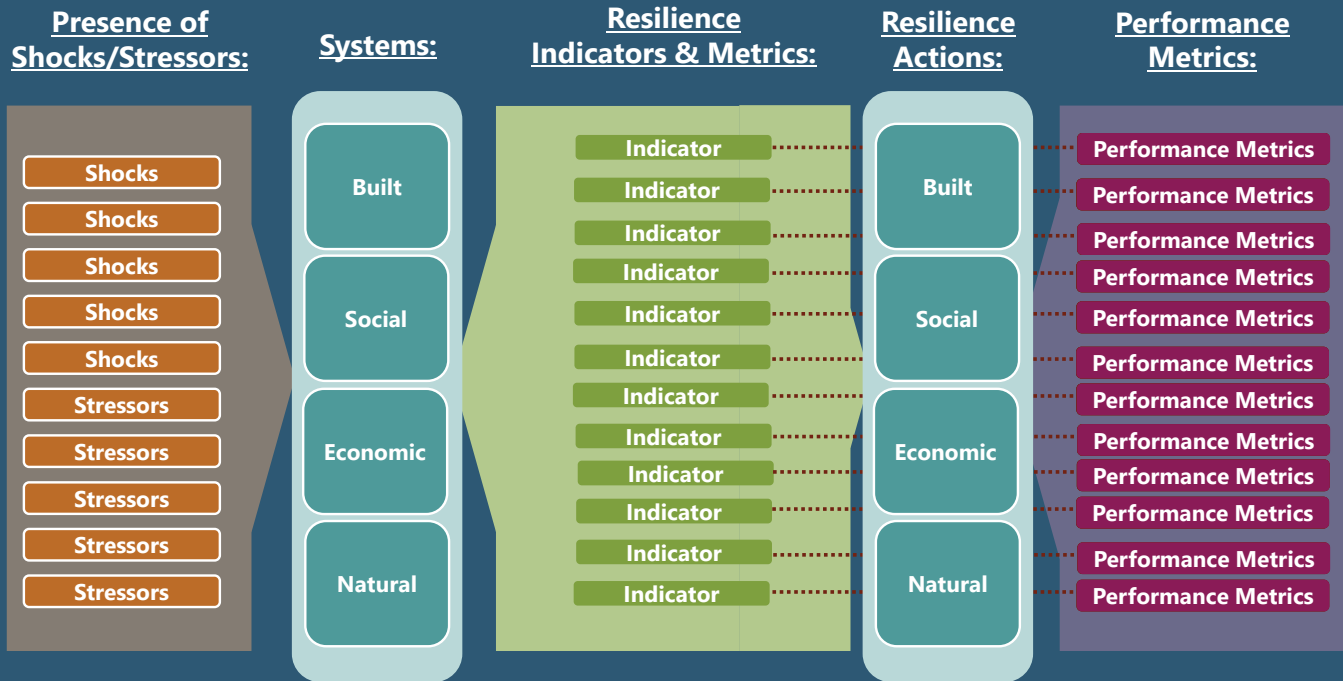 Presence of
Shocks/Stressors:
Systems:
Resilience
Indicators & Metrics:
Resilience
Actions:
Performance
Metrics:
Shocks
Shocks
Shocks
Shocks
Shocks
Stressors
Stressors
Stressors
Stressors
Stressors
Built
Social
Economic
Natural
Indicator
Indicator
Indicator
Indicator
Indicator
Indicator
Indicator
Indicator
Indicator
Indicator
Indicator
Indicator
Built
Social
Economic
Natural
Performance Metrics
Performance Metrics
Performance Metrics
Performance Metrics
Performance Metrics
Performance Metrics
Performance Metrics
Performance Metrics
Performance Metrics
Performance Metrics
Performance Metrics
Performance Metrics